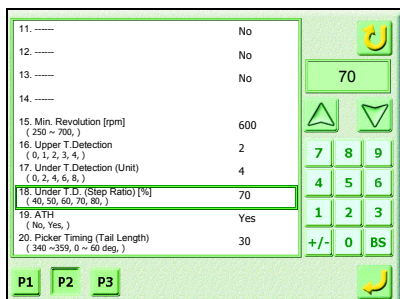 11. ------ No
12. ------ No
13. ------ No
14. ------
15. Min. Revolution [rpm] 600
( 250 ~ 700, )
16. Upper T.Detection 2
( 0, 1, 2, 3, 4, )
17. Under T.Detection (Unit) 4
( 0, 2, 4, 6, 8, )
18. Under T.D. (Step Ratio) [%] 70
( 40, 50, 60, 70, 80, )
19. ATH Yes
( No, Yes, )
20. Picker Timing (Tail Length) 30
( 340 ~359, 0 ~ 60 deg, )
70
7 8 9
4 5 6
1 2 3
+/- 0 BS
P1 P2 P3